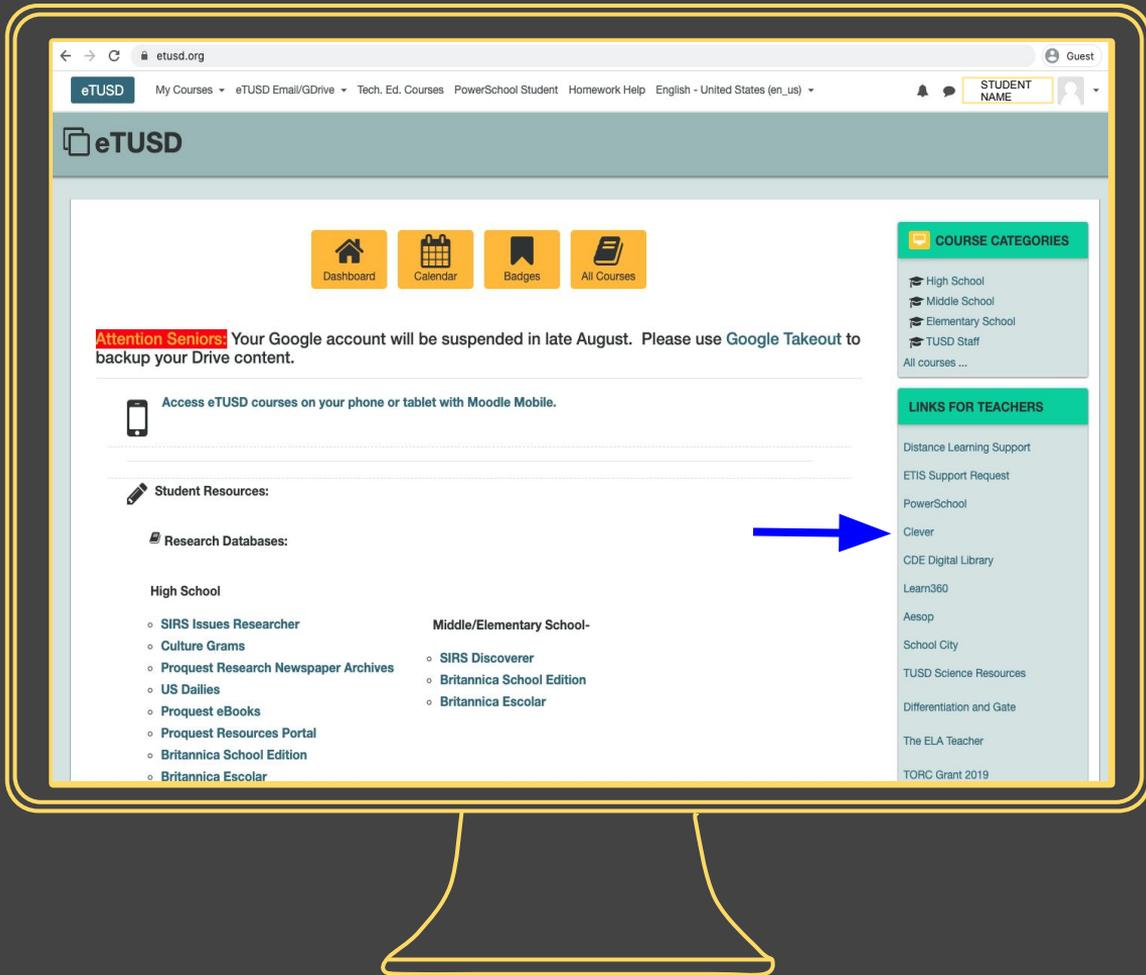 etusd.org
Guest
eTUSD My Courses eTUSD Email/GDrive Tech. Ed. Courses PowerSchool Student Homework Help English - United States (en_us)
STUDENT
NAME
eTUSD
Dashboard Calendar Badges All Courses
Attention Seniors: Your Google account will be suspended in late August. Please use Google Takeout to
backup your Drive content.
Access eTUSD courses on your phone or tablet with Moodle Mobile.
Student Resources:
Research Databases:
High School
SIRS Issues Researcher
Culture Grams
Proquest Research Newspaper Archives
US Dailies
Proquest eBooks
Proquest Resources Portal
Britannica School Edition
Britannica Escolar
Middle/Elementary School-
SIRS Discoverer
Britannica School Edition
Britannica Escolar
COURSE CATEGORIES
High School
Middle School
Elementary School
TUSD Staff
All courses ...
LINKS FOR TEACHERS
Distance Learning Support
ETIS Support Request
PowerSchool
Clever
CDE Digital Library
Learn360
Aesop
School City
TUSD Science Resources
Differentiation and Gate
The ELA Teacher
TORC Grant 2019